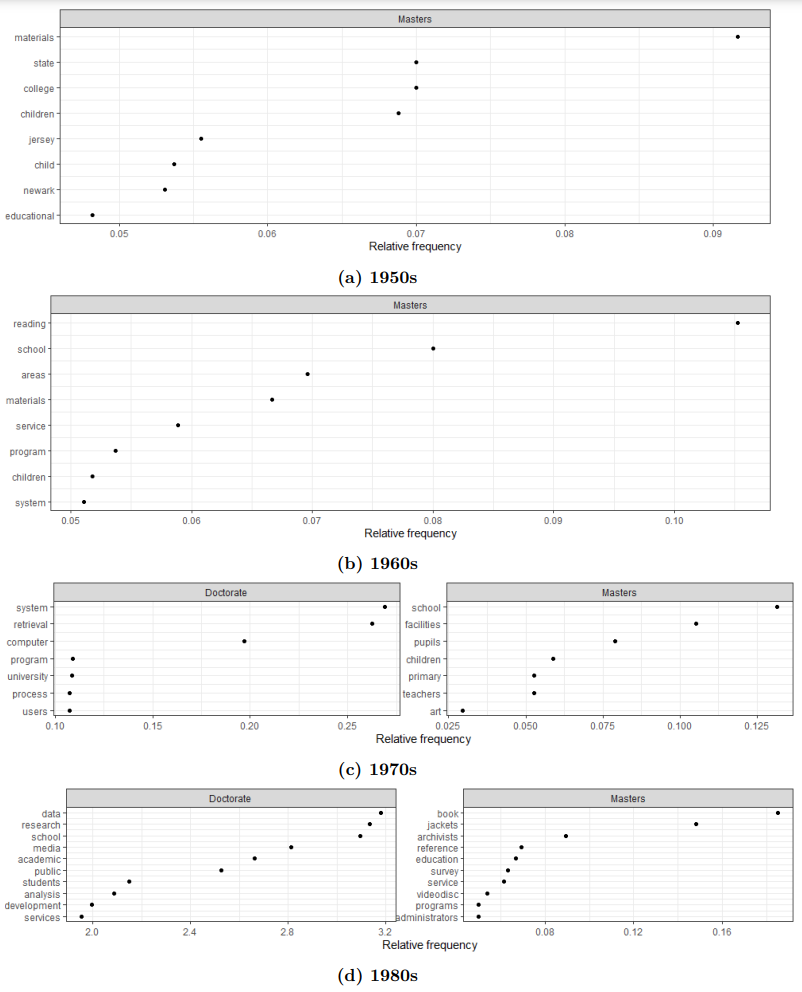 Masters
materials
state
college
children
jersey
child
newark
educational
0.05 0.06 0.07 0.08 0.09
Relative frequency
(a) 1950s
Masters
reading
school
areas
materials
service
program
children
system
0.05 0.06 0.07 0.08 0.09 0.10
Relative frequency
(b) 1960s
Doctorate
system
retrieval
computer
program
university
process
users
0.10 0.15 0.20 0.25
Masters
school
facilities
pupils
children
primary
teachers
art
0.025 0.050 0.075 0.100 0.125
Relative frequency
(c) 1970s
Doctorate
data
research
school
media
academic
public
students
analysis
development
services
2.0 2.4 2.8 3.2
Masters
book
jackets
archivists
reference
education
survey
service
videodisc
programs
administrators
0.08 0.12 0.16
Relative frequency
(d) 1980s